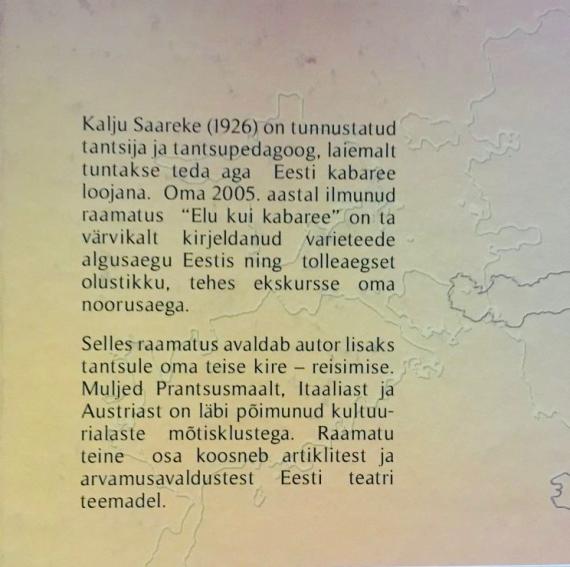 Kalju Saareke (1926) on tunnustatud
tantsija ja tantsupedagoog, laiemalt
tuntakse teda aga Eesti kabaree
loojana. Oma 2005. aastal ilmunud
raamatus “Elu kui kabaree” on ta
värvikalt kirjeldanud varieteede
algusaegu Eestis ning tolleaegset
olustikku, tehes ekskursse oma
noorusaega.
Selles raamatus avaldab autor lisaks
tantsule oma teise kire – reisimise.
Muljed Prantsusmaalt, Itaaliast ja
Austriast on läbi põimunud kultuu-
rialaste mõtisklustega. Raamatu
teine osa koosneb artiklitest ja
arvamusavaldustest Eesti teatri
teemadel.